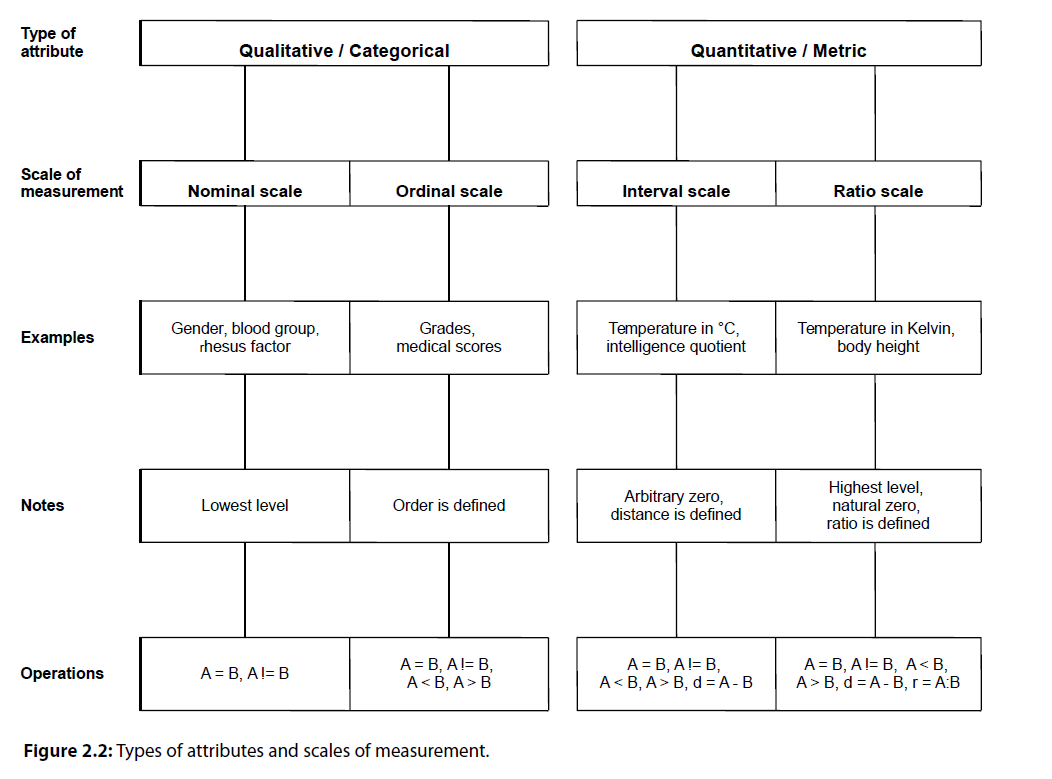 Type of
attribute
Qualitative / Categorical
Quantitative / Metric
Scale of
measurement
Nominal scale
Ordinal scale
Interval scale
Ratio scale
Examples
Gender, blood group,
rhesus factor
Grades,
medical scores
Temperature in °C,
intelligence quotient
Temperature in Kelvin,
body height
Notes
Lowest level
Order is defined
Arbitrary zero,
distance is defined
Highest level,
natural zero,
ratio is defined
Operations
A = B, A != B
A = B, A != B,
A < B, A > B
A = B, A != B,
A < B, A > B, d = A - B
A = B, A != B, A < B,
A > B, d = A - B, r = A:B
Figure 2.2: Types of attributes and scales of measurement.